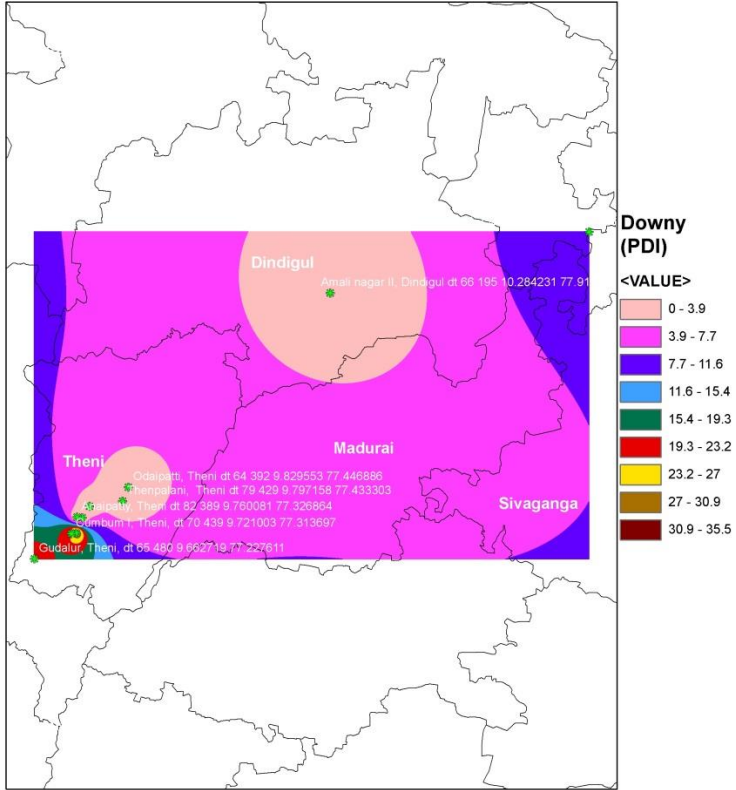 Downy
(PDI)
<VALUE>
0 - 3.9
3.9 - 7.7
7.7 - 11.6
11.6 - 15.4
15.4 - 19.3
19.3 - 23.2
23.2 - 27
27 - 30.9
30.9 - 35.5
Dindigul
Amali nagar II, Dindigul dt 66 195 10.284231 77.91
Madurai
Theni
Odaipatti, Theni dt 64 392 9.829553 77.446886
Thenpalani, Theni dt 79 429 9.797158 77.433303
Theni dt 82 389 9.760081 77.326864
Cumbum I, Theni, dt 70 439 9.721003 77.313697
Sivaganga
Gudalur, Theni, dt 65 480 9.662719 77.227611